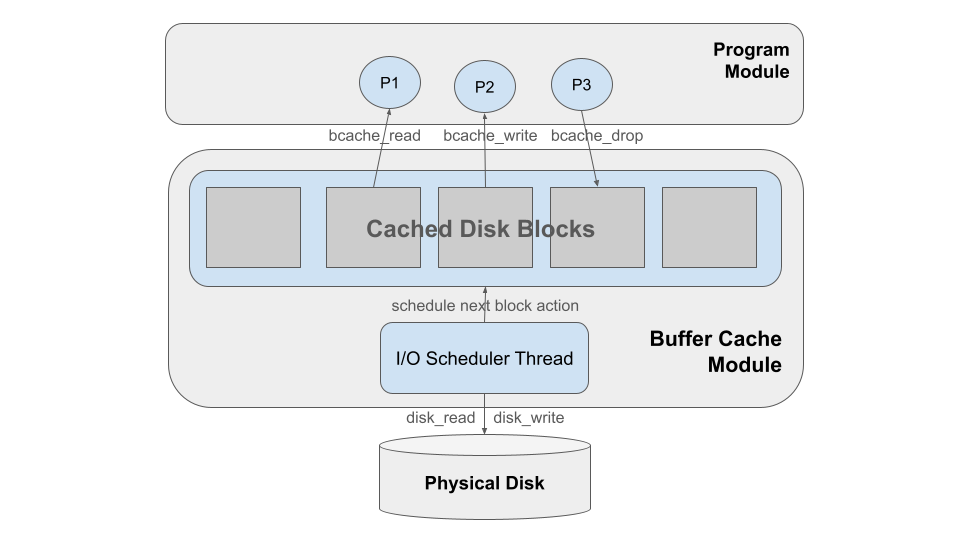 Program
Module
P1
P2
P3
bcache_read
bcache_write
bcache_drop
Cached Disk Blocks
schedule next block action
I/O Scheduler Thread
Buffer Cache
Module
disk_read
disk_write
Physical Disk